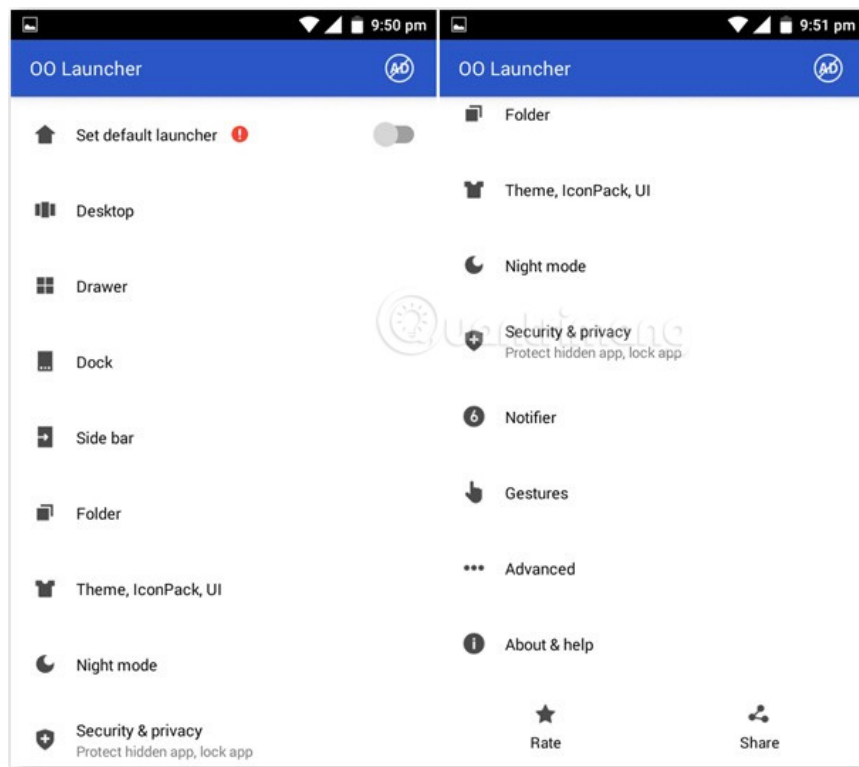 9:50 pm
OO Launcher
AD
Set default launcher
Desktop
Drawer
Dock
Side bar
Folder
Theme, IconPack, UI
Night mode
Security & privacy
Protect hidden app, lock app
9:51 pm
OO Launcher
AD
Folder
Theme, IconPack, UI
Night mode
Security & privacy
Protect hidden app, lock app
6
Notifier
Gestures
Advanced
About & help
Rate
Share
Quantrimang